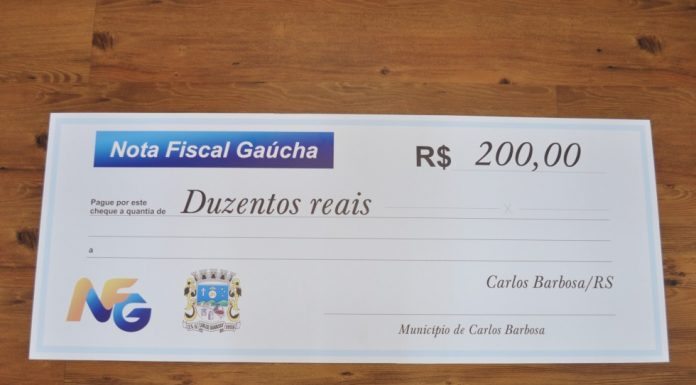 Nota Fiscal Gaúcha
R$ 200,00
Pague por este
cheque a quantia de Duzentos reais x
a
NFG
Carlos Barbosa/RS
Município de Carlos Barbosa